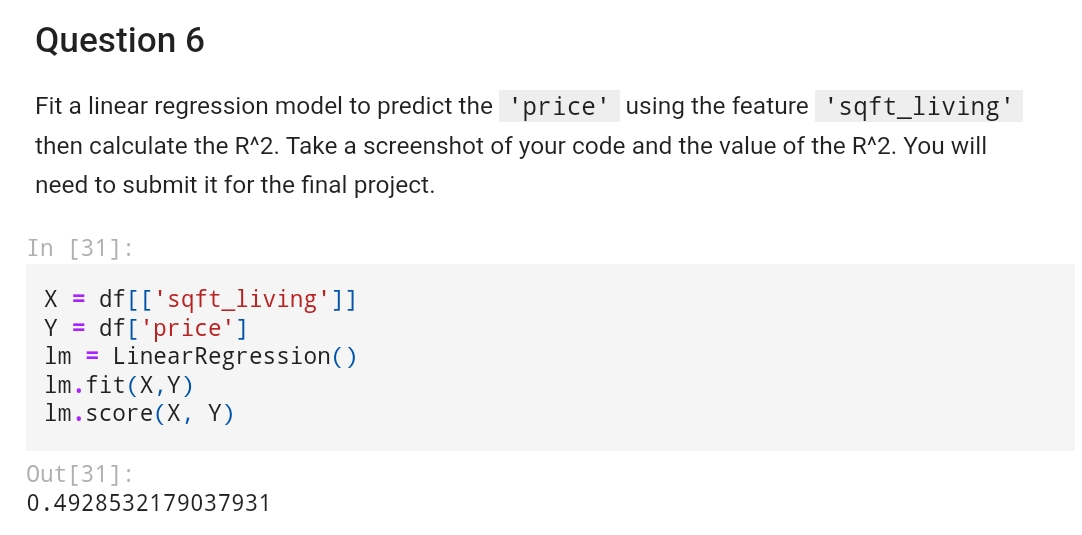 Question 6
Fit a linear regression model to predict the 'price' using the feature 'sqft_living'
then calculate the R^2. Take a screenshot of your code and the value of the R^2. You will
need to submit it for the final project.
In [31]:
X = df[['sqft_living']]
Y = df['price']
lm = LinearRegression()
lm.fit(X,Y)
lm.score(X, Y)
Out[31]:
0.4928532179037931